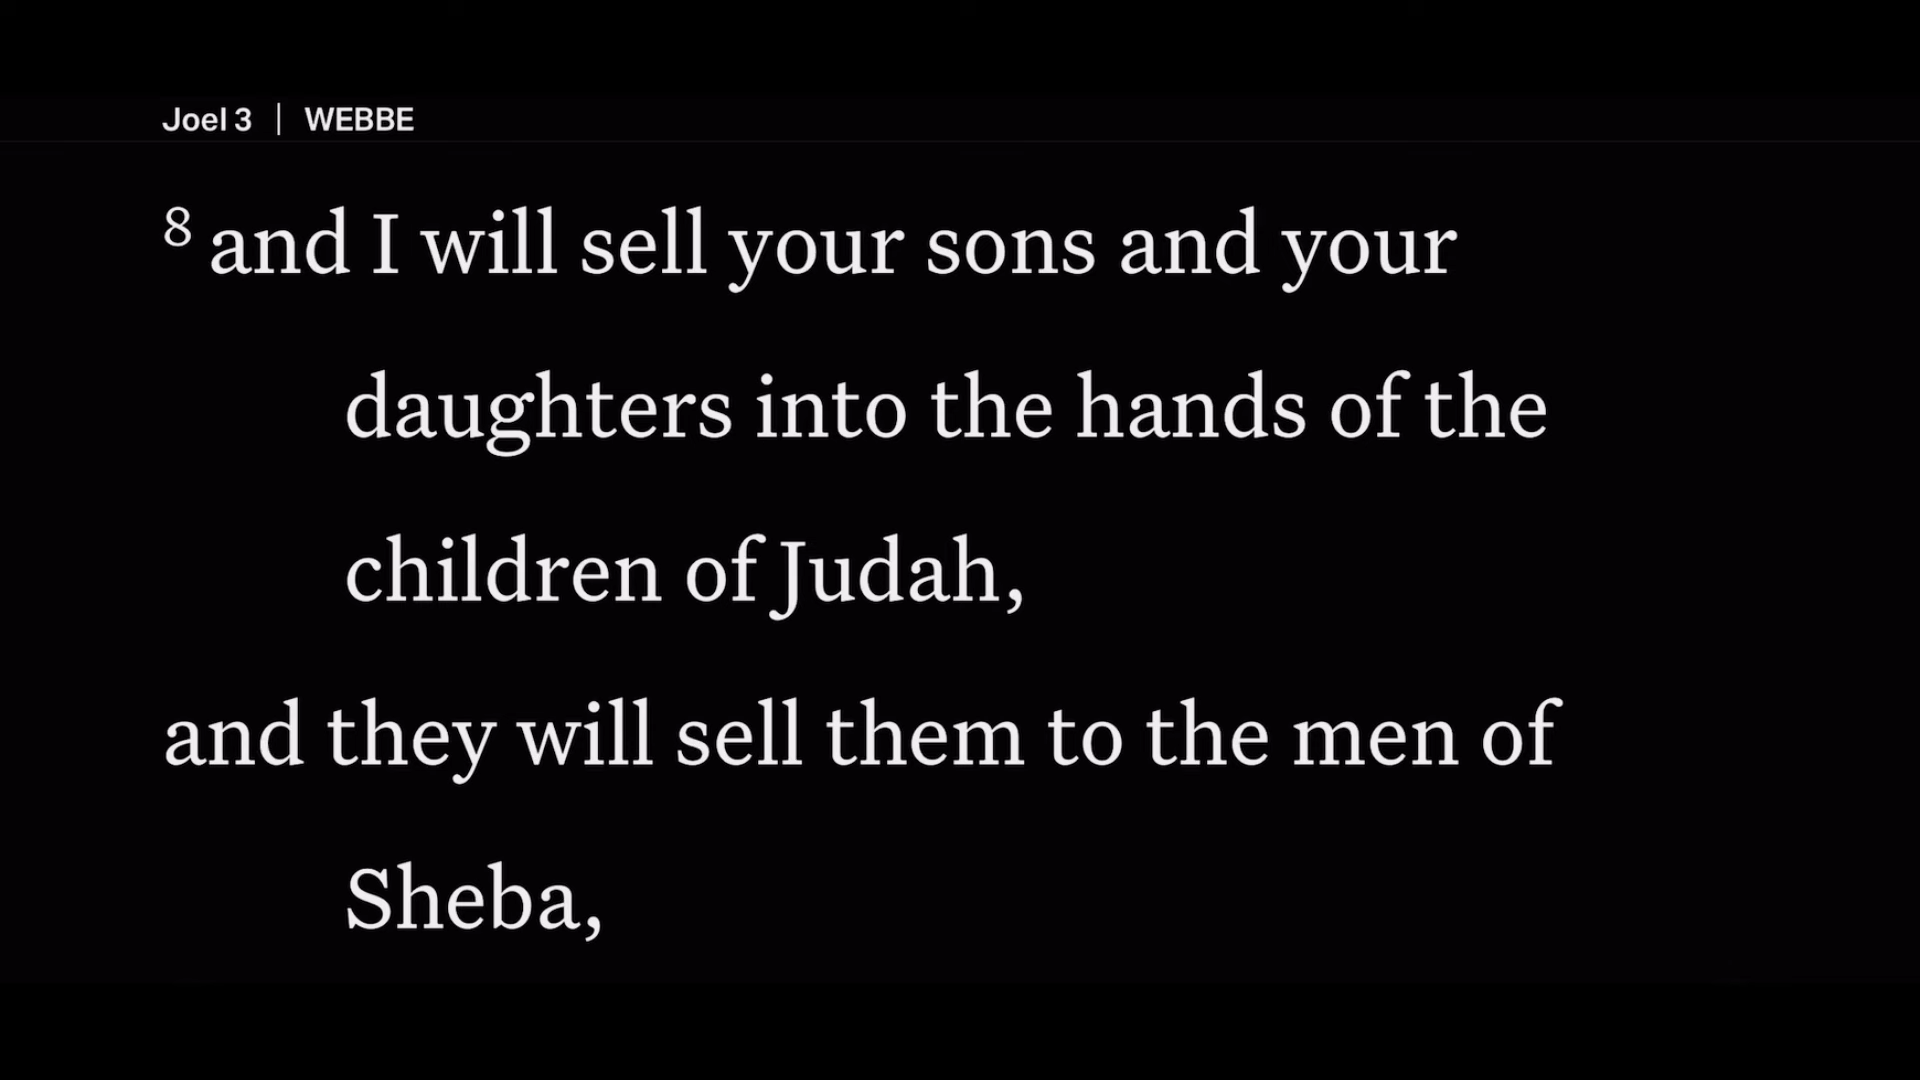 Joel 3 | WEBBE
8 and I will sell your sons and your
daughters into the hands of the
children of Judah,
and they will sell them to the men of
Sheba,